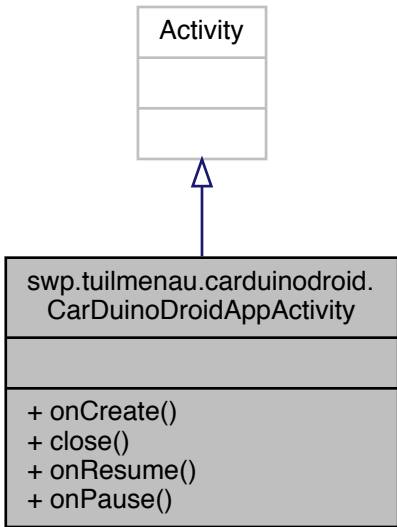 Activity
swp.tuilmenau.carduinodroid.
CarDuinoDroidAppActivity
+ onCreate()
+ close()
+ onResume()
+ onPause()